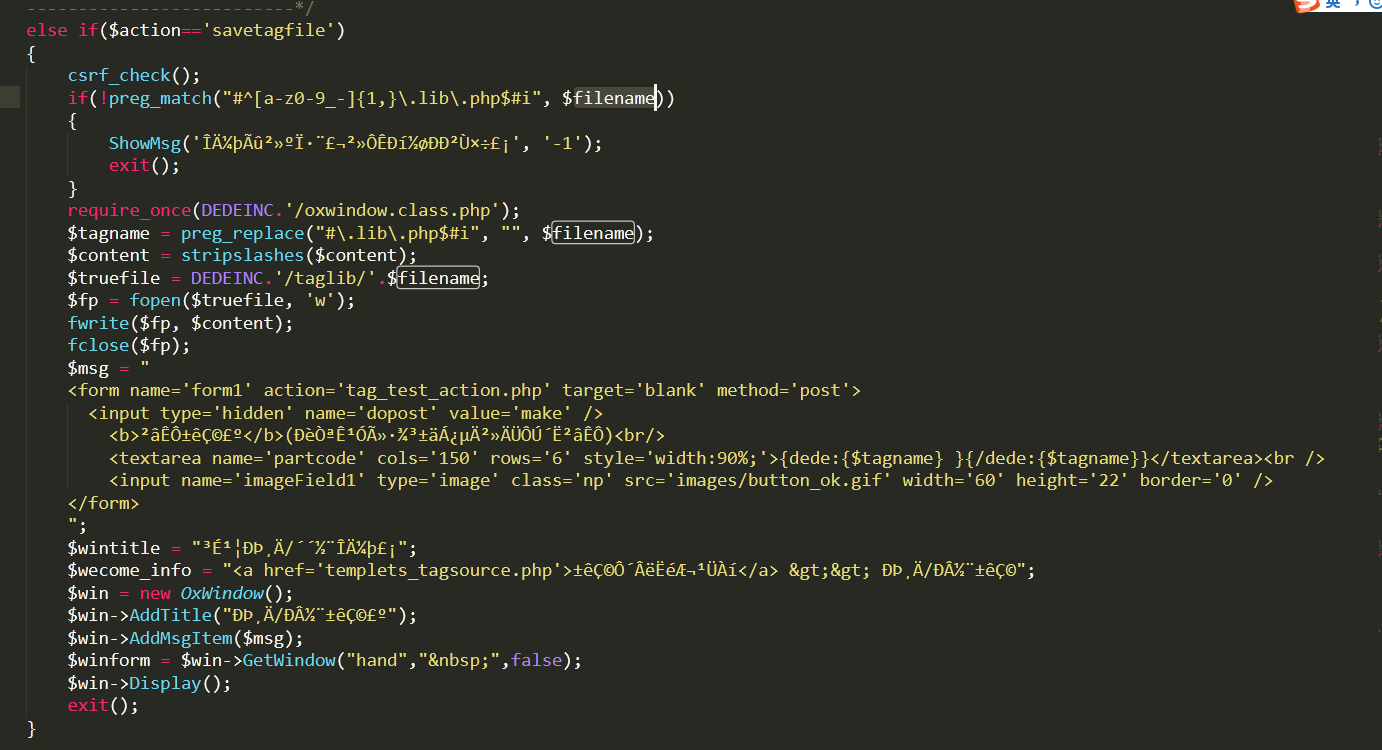 --------------------------*/
else if($action=='savetagfile')
{
    csrf_check();
    if(!preg_match("#^[a-z0-9_-]{1,}\.lib\.php$#i", $filename))
    {
        ShowMsg('ÎÄ¼þÃû²»ºÏ·¨£¬²»ÔÊÐí½øÐÐ²Ù×÷£¡', '-1');
        exit();
    }
    require_once(DEDEINC.'/oxwindow.class.php');
    $tagname = preg_replace("#\.lib\.php$#i", "", $filename);
    $content = stripslashes($content);
    $truefile = DEDEINC.'/taglib/'.$filename;
    $fp = fopen($truefile, 'w');
    fwrite($fp, $content);
    fclose($fp);
    $msg = "
    <form name='form1' action='tag_test_action.php' target='blank' method='post'>
      <input type='hidden' name='dopost' value='make' />
        <b>²âÊÔ±êÇ©£º</b>(ÐèÒªÊ¹ÓÃ»·¾³±äÁ¿µÄ²»ÄÜÔÚ´Ë²âÊÔ)<br/>
        <textarea name='partcode' cols='150' rows='6' style='width:90%;'>{dede:{$tagname} }{/dede:{$tagname}}</textarea><br />
        <input name='imageField1' type='image' class='np' src='images/button_ok.gif' width='60' height='22' border='0' />
    </form>
    ";
    $wintitle = "³É¹¦ÐÞ¸Ä/´´½¨ÎÄ¼þ£¡";
    $wecome_info = "<a href='templets_tagsource.php'>±êÇ©Ô´ÂëËéÆ¬¹ÜÀí</a> &gt;&gt; ÐÞ¸Ä/ÐÂ½¨±êÇ©";
    $win = new OxWindow();
    $win->AddTitle("ÐÞ¸Ä/ÐÂ½¨±êÇ©£º");
    $win->AddMsgItem($msg);
    $winform = $win->GetWindow("hand","&nbsp;",false);
    $win->Display();
    exit();
}
英